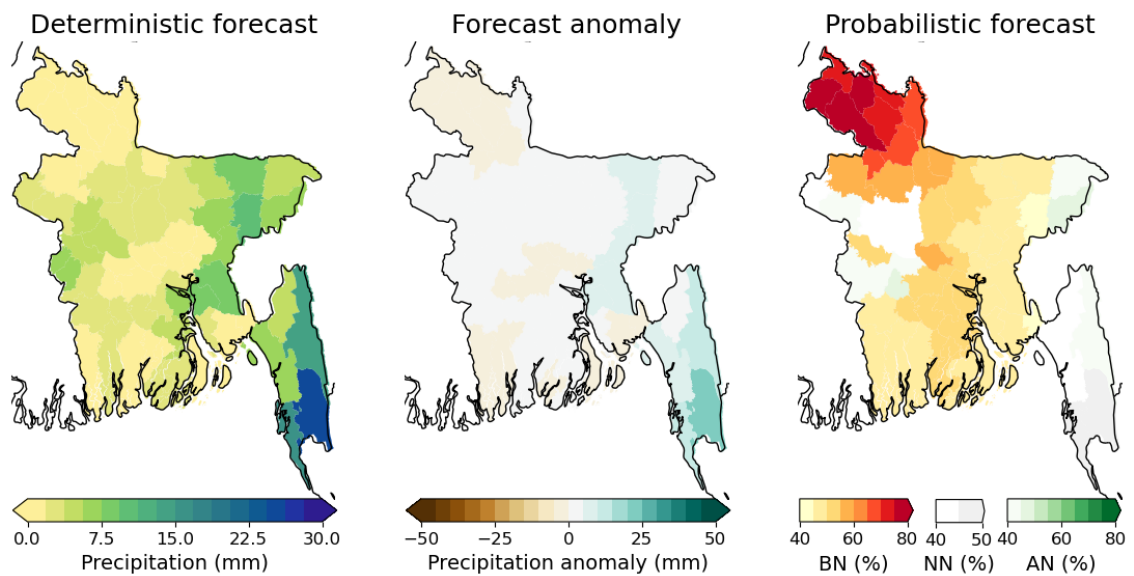 Deterministic forecast
Forecast anomaly
Probabilistic forecast
0.0 7.5 15.0 22.5 30.0
Precipitation (mm)
−50 −25 0 25 50
Precipitation anomaly (mm)
40 60 80
BN (%)
40 50
NN (%)
40 60 80
AN (%)